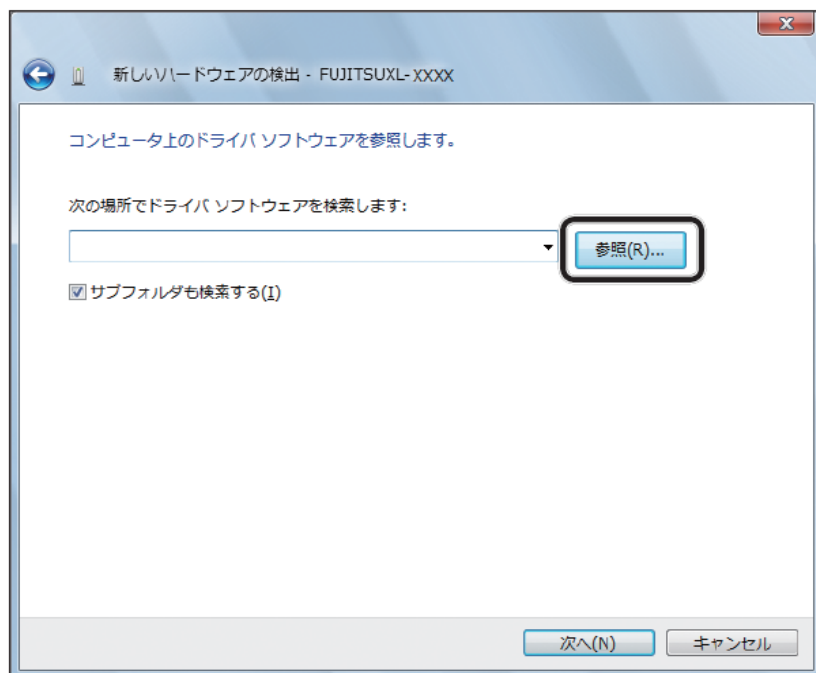 新しいハードウェアの検出 - FUJITSUXL-XXXX
コンピュータ上のドライバ ソフトウェアを参照します。
次の場所でドライバ ソフトウェアを検索します:
参照(R)...
サブフォルダも検索する(I)
次へ(N) キャンセル